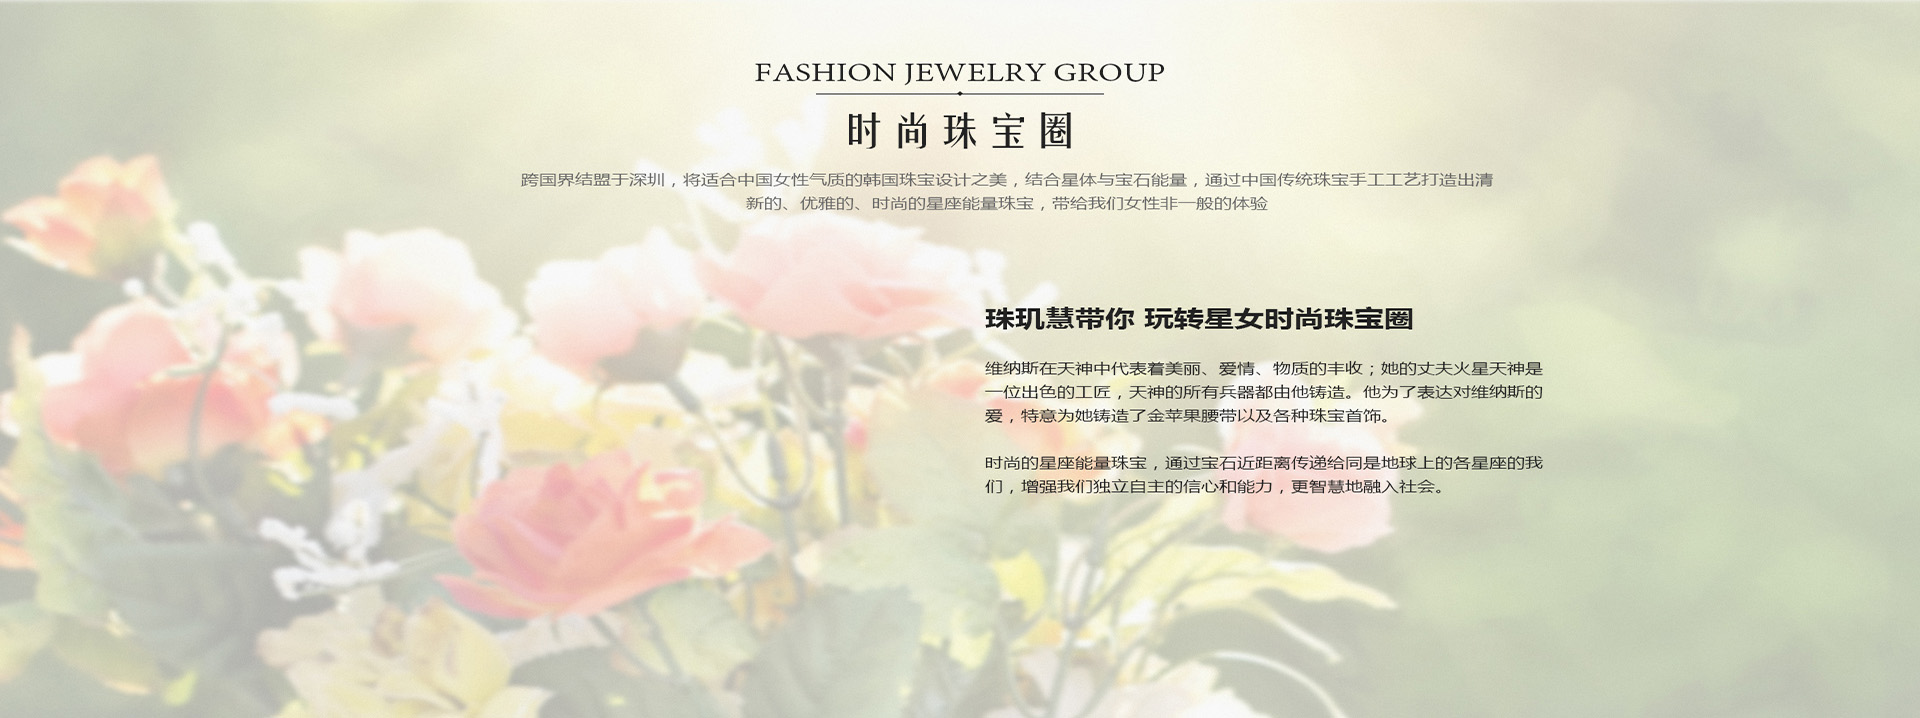 FASHION JEWELRY GROUP
时尚珠宝圈
跨国界结盟于深圳，将适合中国女性气质的韩国珠宝设计之美，结合星体与宝石能量，通过中国传统珠宝手工工艺打造出清
新的、优雅的、时尚的星座能量珠宝，带给我们女性非一般的体验
珠玑慧带你 玩转星女时尚珠宝圈
维纳斯在天神中代表着美丽、爱情、物质的丰收；她的丈夫火星天神是
一位出色的工匠，天神的所有兵器都由他铸造。他为了表达对维纳斯的
爱，特意为她铸造了金苹果腰带以及各种珠宝首饰。
时尚的星座能量珠宝，通过宝石近距离传递给同是地球上的各星座的我
们，增强我们独立自主的信心和能力，更智慧地融入社会。